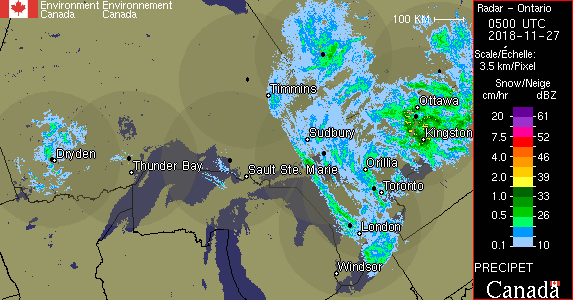 Environment Environnement
Canada Canada
100 KM
Timmins
Ottawa
Kingston
Sudbury
Dryden
Thunder Bay
Sault Ste. Marie
Orillia
Toronto
London
Windsor
Radar - Ontario
0500 UTC
2018-11-27
Scale/Échelle:
3.5 km/Pixel
Snow/Neige
cm/hr dBZ
20 61
7.5 52
4.0 46
2.0 39
1.0 33
0.5 26
0.1 10
PRECIPET
Canada